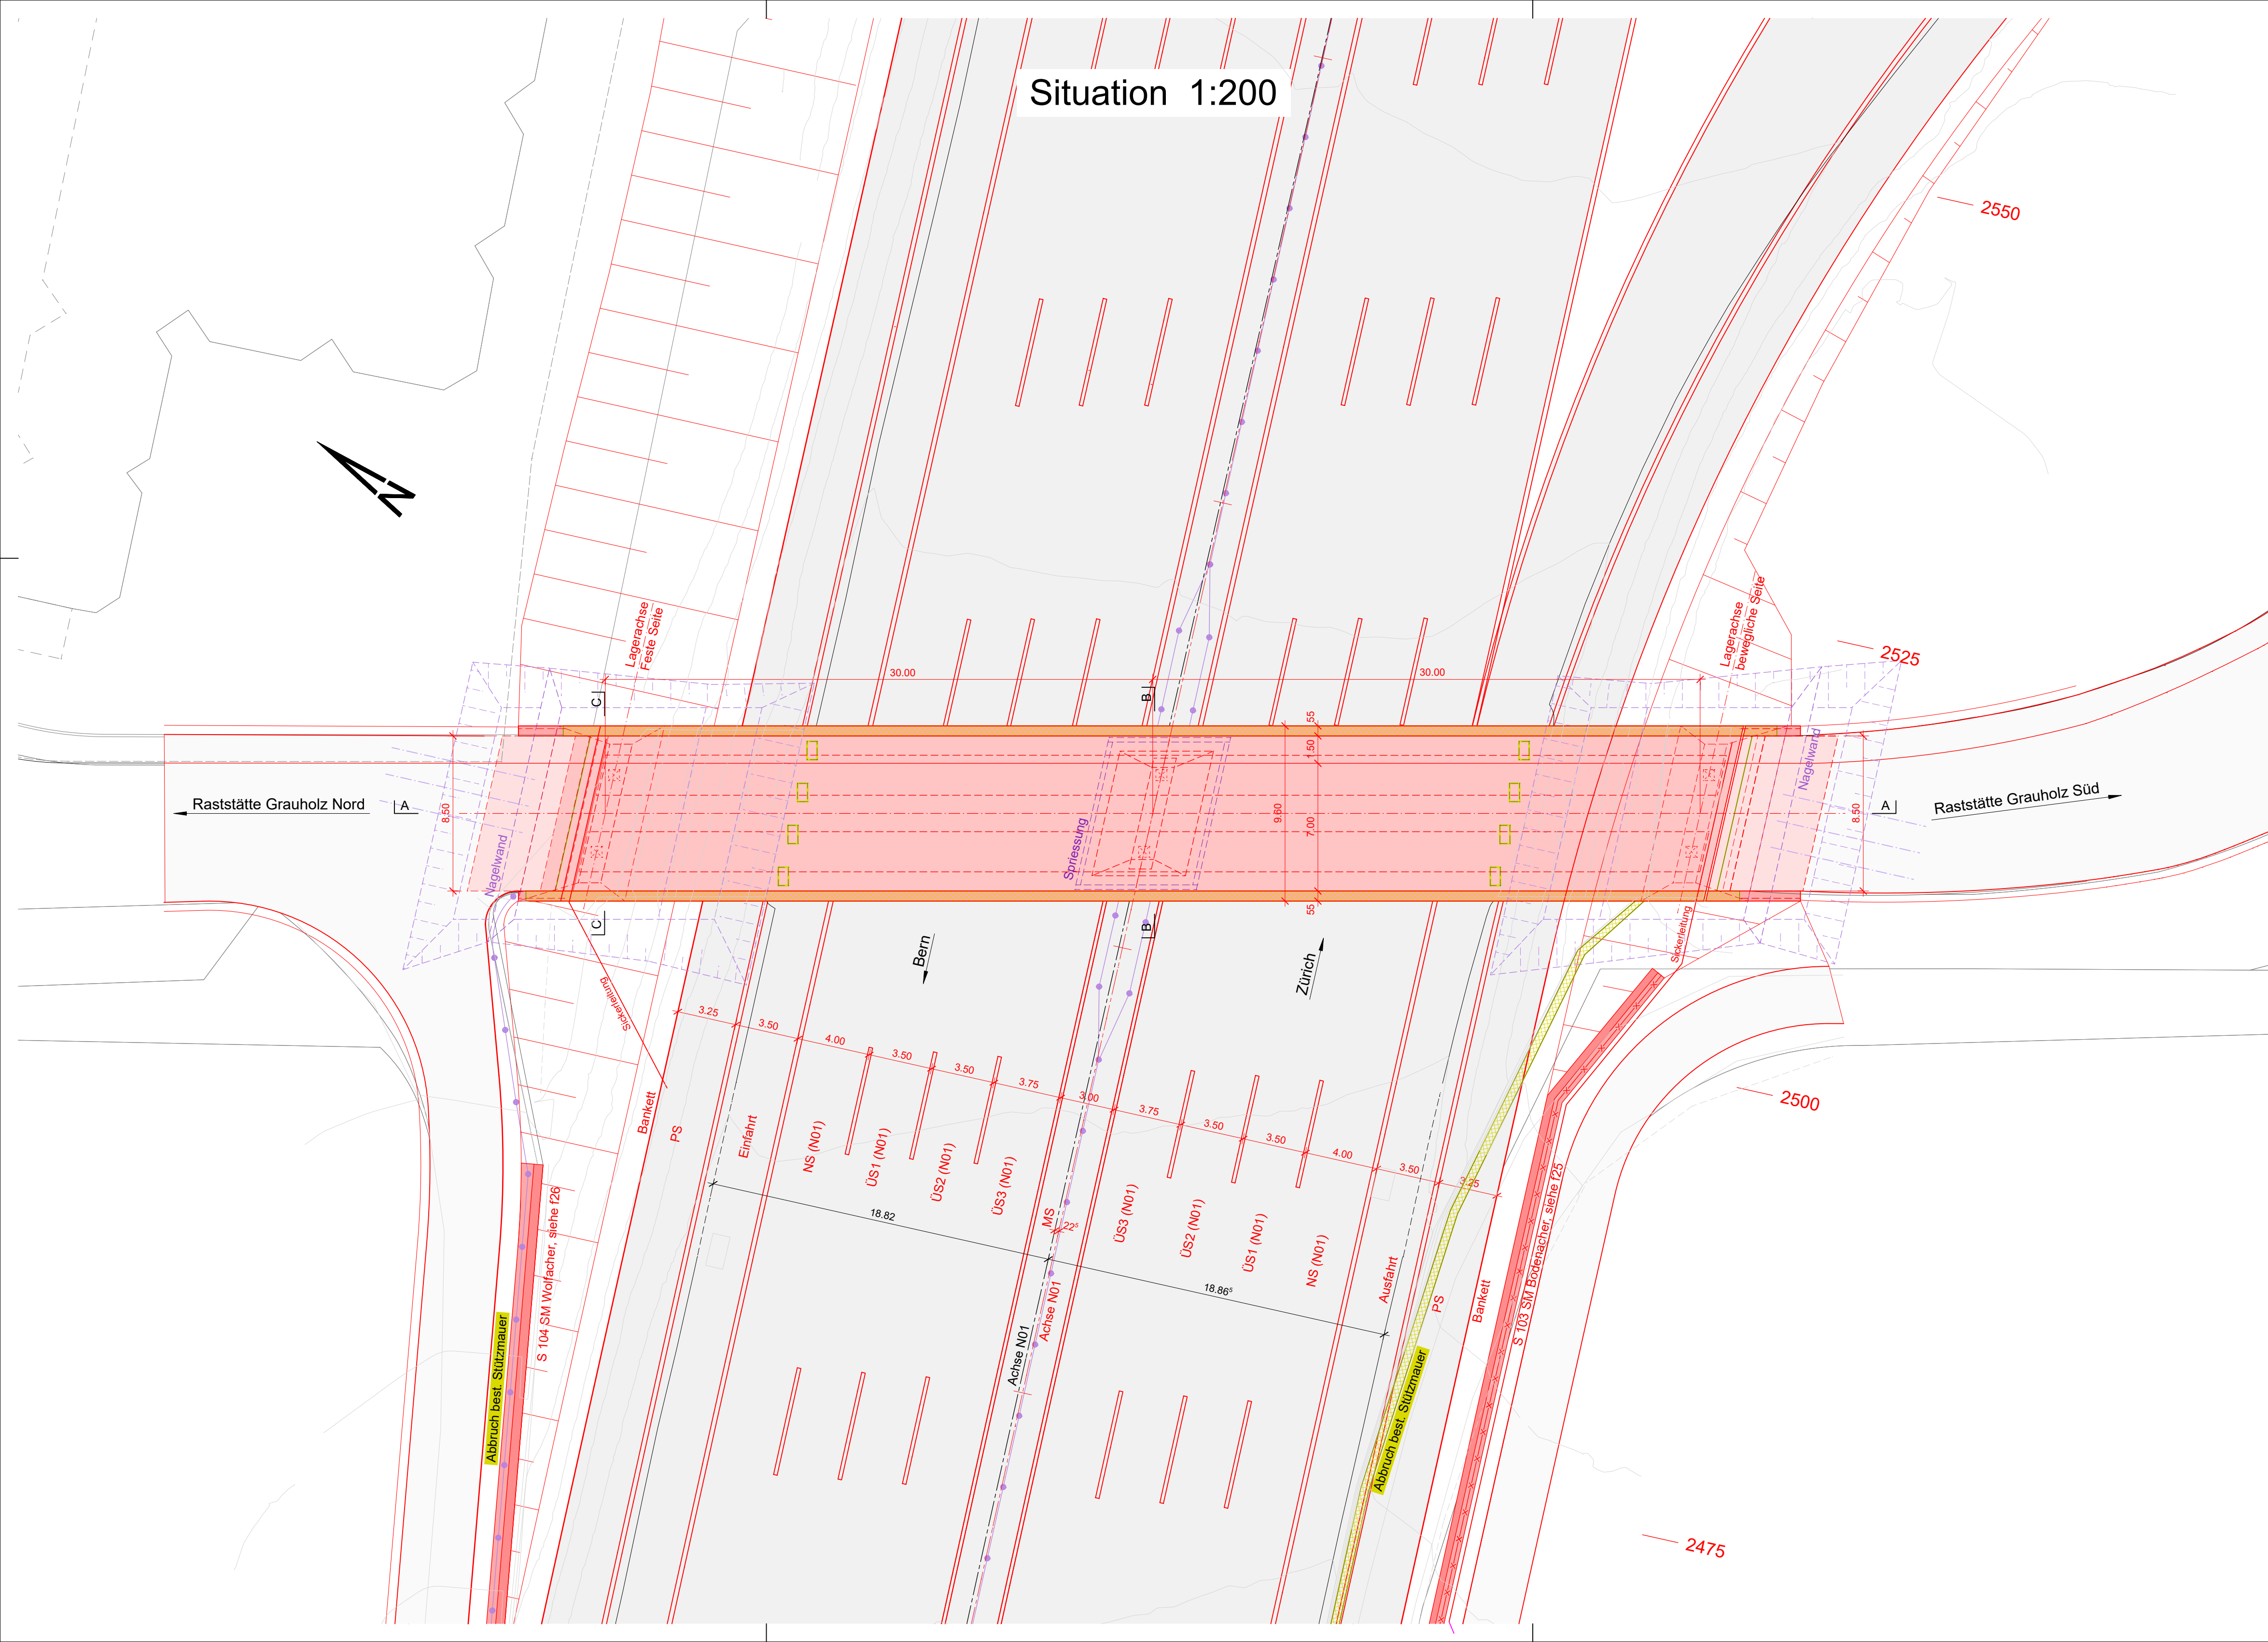 Situation 1:200
2550
Lagerachse
Feste Seite
Lagerachse
bewegliche Seite
2525
30.00
30.00
C
B
55
1.50
Nagelwand
Raststätte Grauholz Nord
A
8.50
9.60
7.00
8.50
A
Raststätte Grauholz Süd
Spriessung
Nagelwand
55
C
B
Sickerleitung
Sickerleitung
Bern
Zürich
3.25
3.50
4.00
3.50
3.50
3.75
3.00
3.75
3.50
3.50
4.00
3.50
3.25
2500
Bankett
PS
Einfahrt
NS (N01)
ÜS1 (N01)
ÜS2 (N01)
ÜS3 (N01)
MS
22⁵
ÜS3 (N01)
ÜS2 (N01)
ÜS1 (N01)
NS (N01)
Ausfahrt
PS
Bankett
18.82
18.86⁵
S 104 SM Wolfacher, siehe f26
S 103 SM Bodenacher, siehe f25
Achse N01
Achse N01
Abbruch best. Stützmauer
Abbruch best. Stützmauer
2475